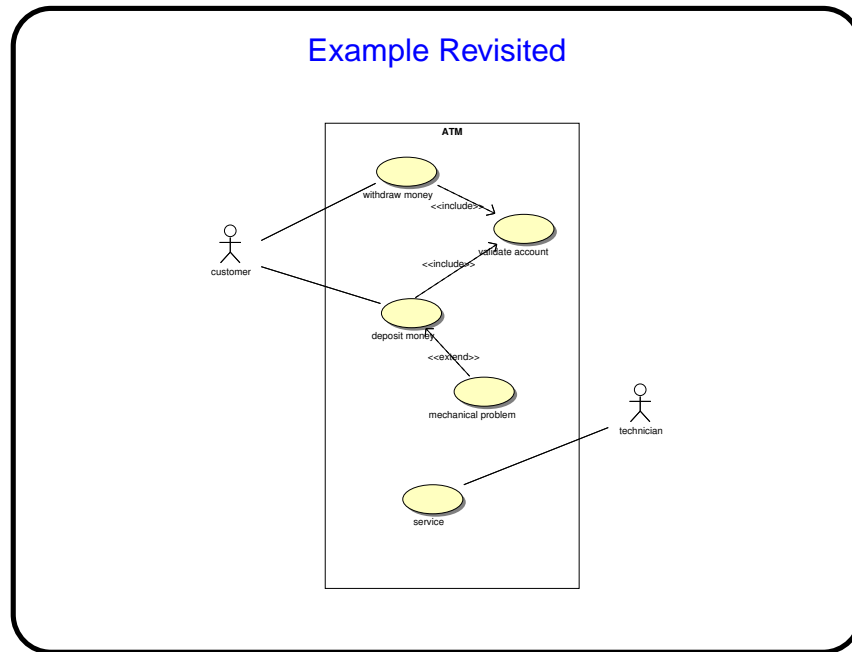 Example Revisited
ATM
withdraw money
<<include>>
validate account
customer
<<include>>
deposit money
<<extend>>
mechanical problem
technician
service